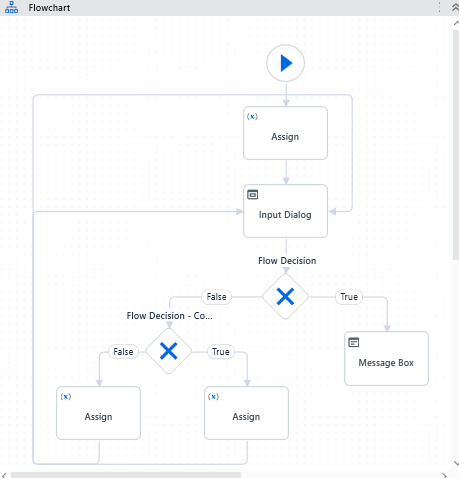 Flowchart
(x)
Assign
Input Dialog
Flow Decision
False
True
Flow Decision - Co...
False
True
Message Box
(x)
Assign
(x)
Assign